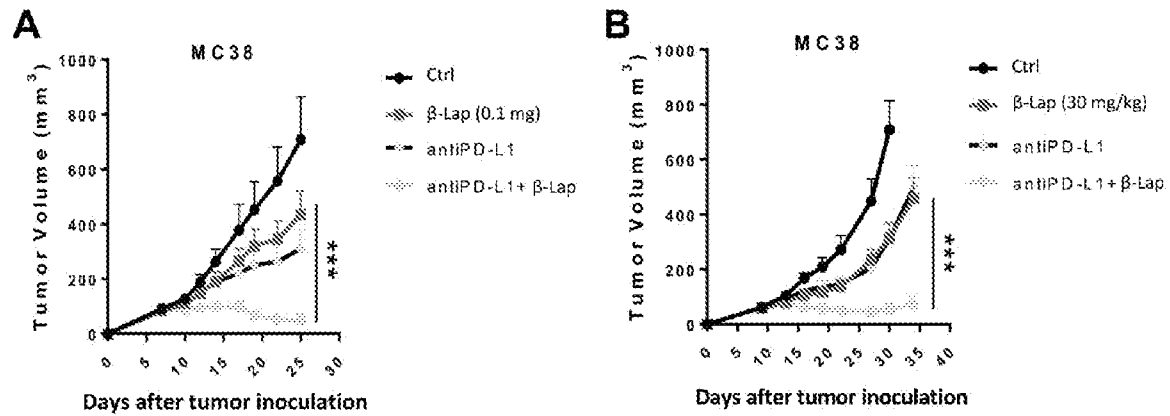 A
MC38
Tumor Volume (mm³)
1000
800
600
400
200
0
0 5 10 15 20 25 30
Days after tumor inoculation
Ctrl
β-Lap (0.1 mg)
antiPD-L1
antiPD-L1 + β-Lap
***
B
MC38
Tumor Volume (mm³)
1000
800
600
400
200
0
0 5 10 15 20 25 30 35 40
Days after tumor inoculation
Ctrl
β-Lap (30 mg/kg)
antiPD-L1
antiPD-L1 + β-Lap
***